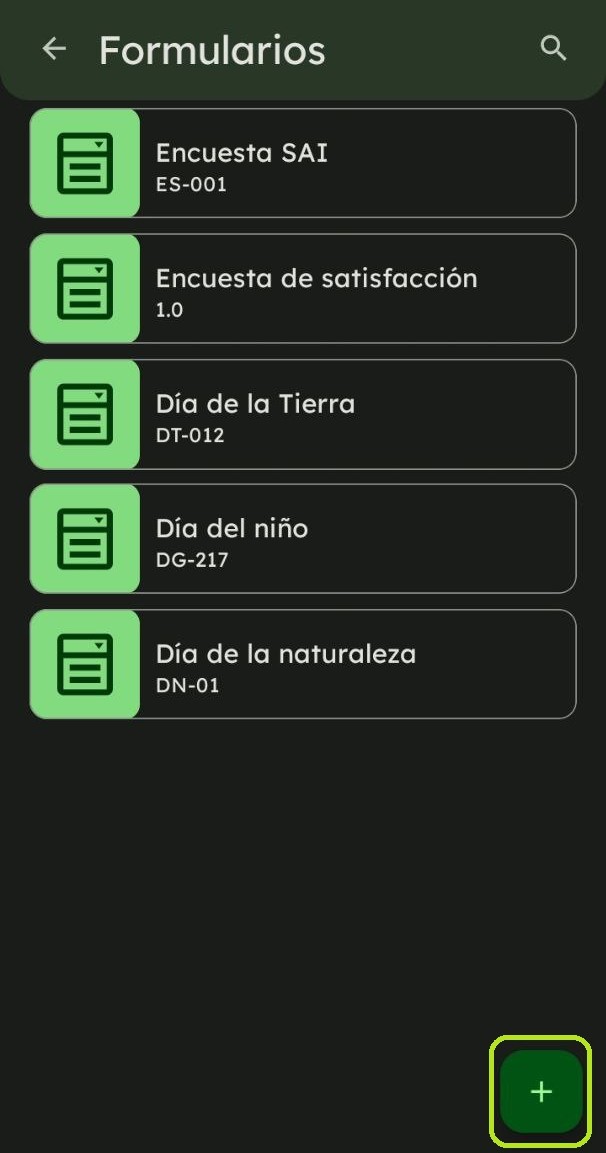 Formularios
Encuesta SAI
ES-001
Encuesta de satisfacción
1.0
Día de la Tierra
DT-012
Día del niño
DG-217
Día de la naturaleza
DN-01
+